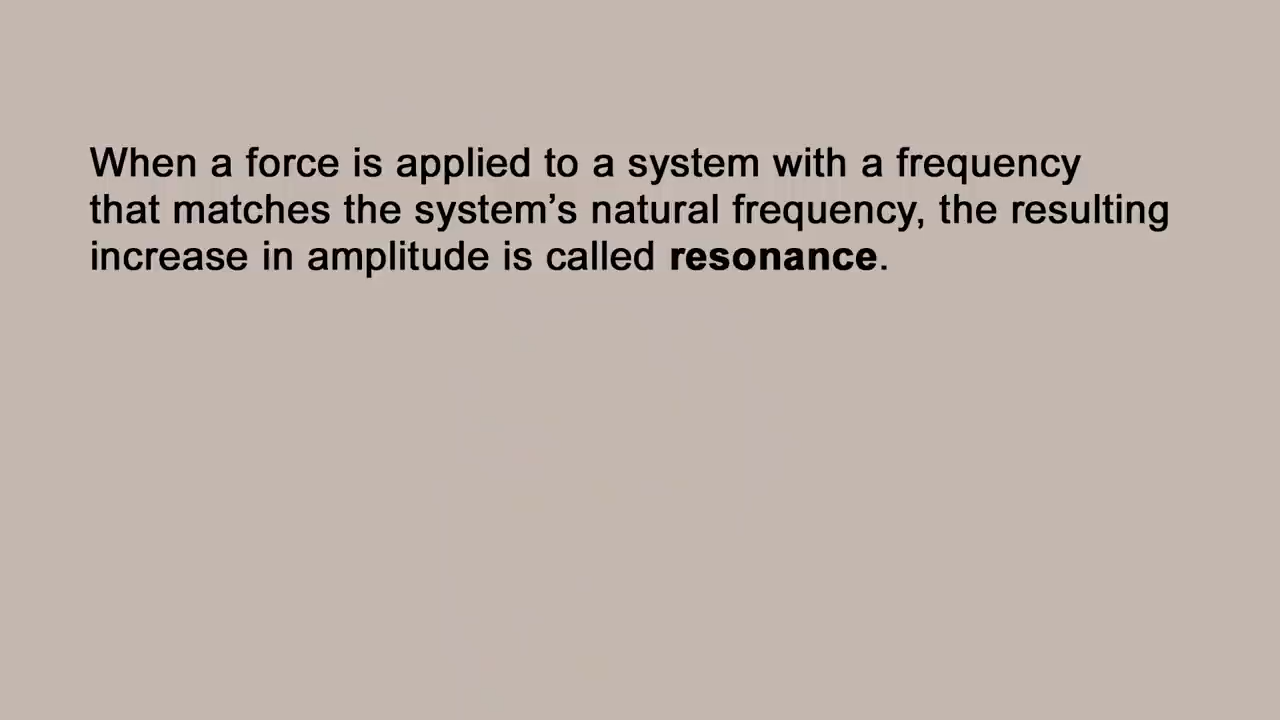 When a force is applied to a system with a frequency
that matches the system’s natural frequency, the resulting
increase in amplitude is called resonance.